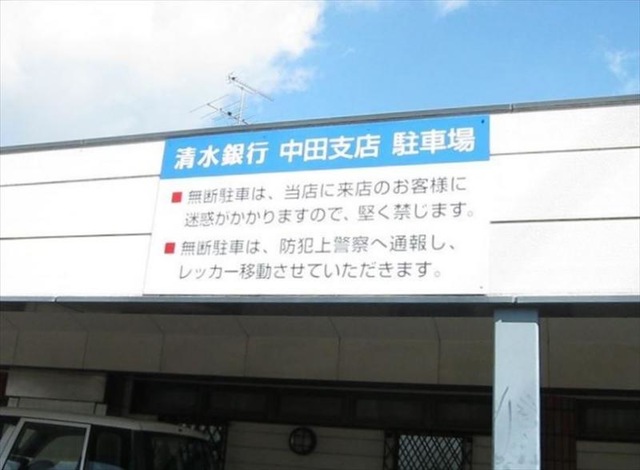 清水銀行 中田支店 駐車場
■ 無断駐車は、当店に来店のお客様に
迷惑がかかりますので、堅く禁じます。
■ 無断駐車は、防犯上警察へ通報し、
レッカー移動させていただきます。